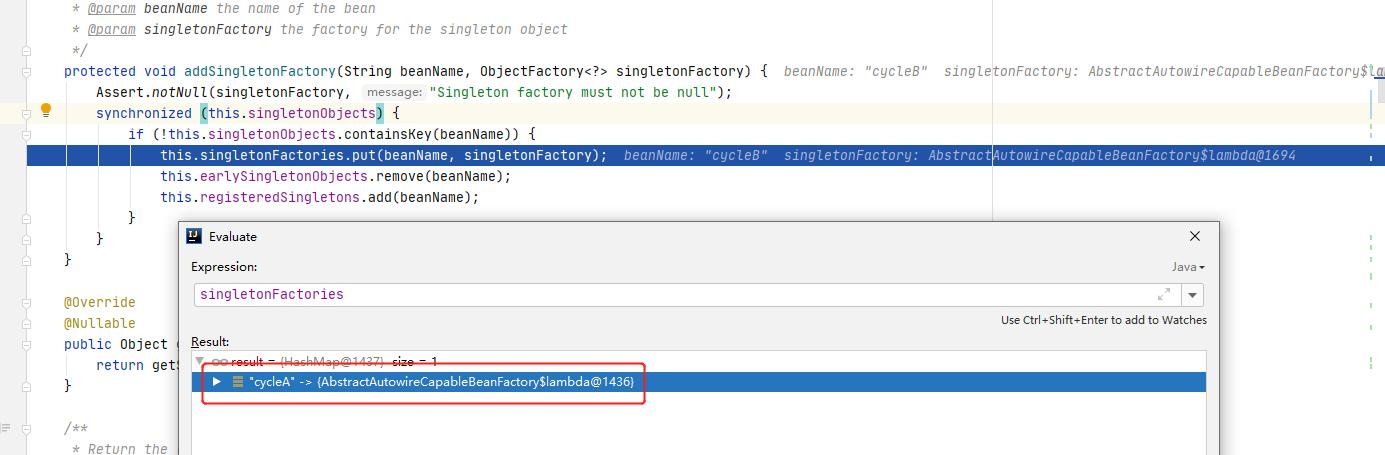 * @param beanName the name of the bean
* @param singletonFactory the factory for the singleton object
*/
protected void addSingletonFactory(String beanName, ObjectFactory<?> singletonFactory) { beanName: "cycleB" singletonFactory: AbstractAutowireCapableBeanFactory$lam
Assert.notNull(singletonFactory, message: "Singleton factory must not be null");
synchronized (this.singletonObjects) {
if (!this.singletonObjects.containsKey(beanName)) {
this.singletonFactories.put(beanName, singletonFactory); beanName: "cycleB" singletonFactory: AbstractAutowireCapableBeanFactory$lambda@1694
this.earlySingletonObjects.remove(beanName);
this.registeredSingletons.add(beanName);
}
}
}
@Override
@Nullable
public Object
return getS
}
/**
* Return the
Evaluate
Expression:
Java
singletonFactories
Use Ctrl+Shift+Enter to add to Watches
Result:
result = {HashMap@1437} size = 1
"cycleA" -> {AbstractAutowireCapableBeanFactory$lambda@1436}